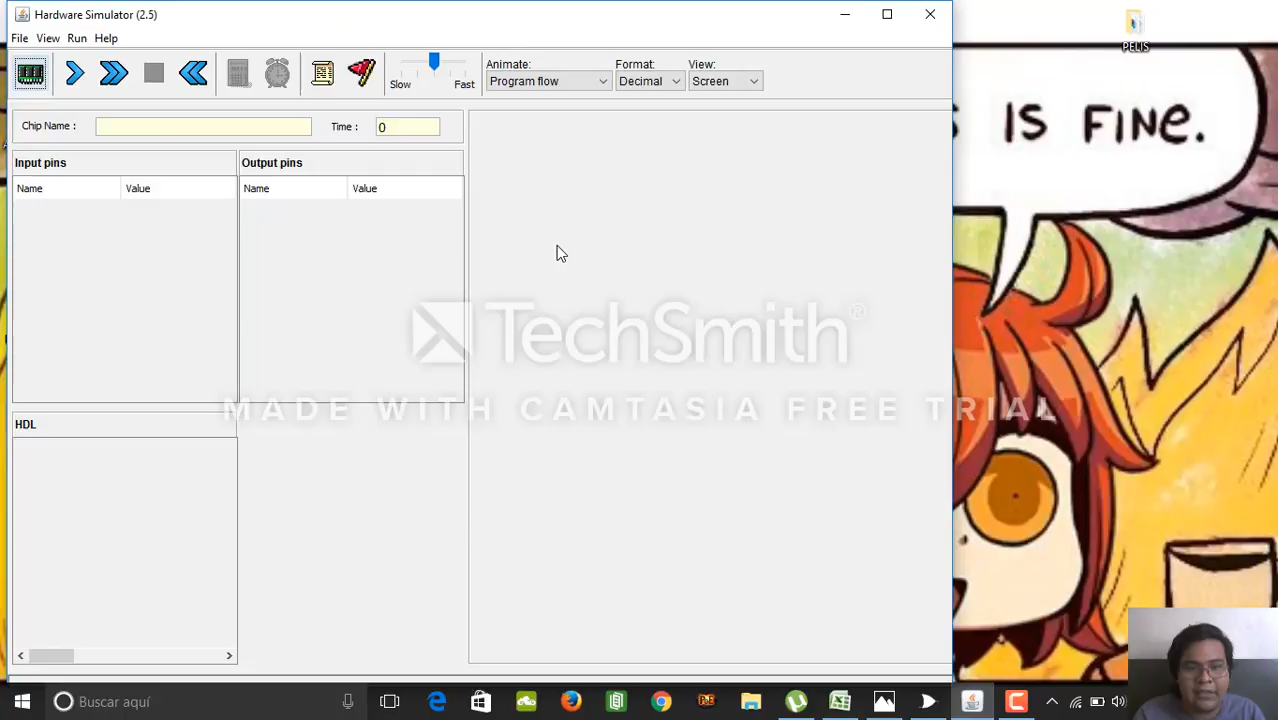 Hardware Simulator (2.5)
File View Run Help
Animate: Format: View:
Slow Fast Program flow Decimal Screen
PELIS
IS FINE.
Chip Name : Time : 0
Input pins Output pins
Name Value Name Value
TechSmith®
MADE WITH CAMTASIA FREE TRIAL
HDL
Buscar aquí